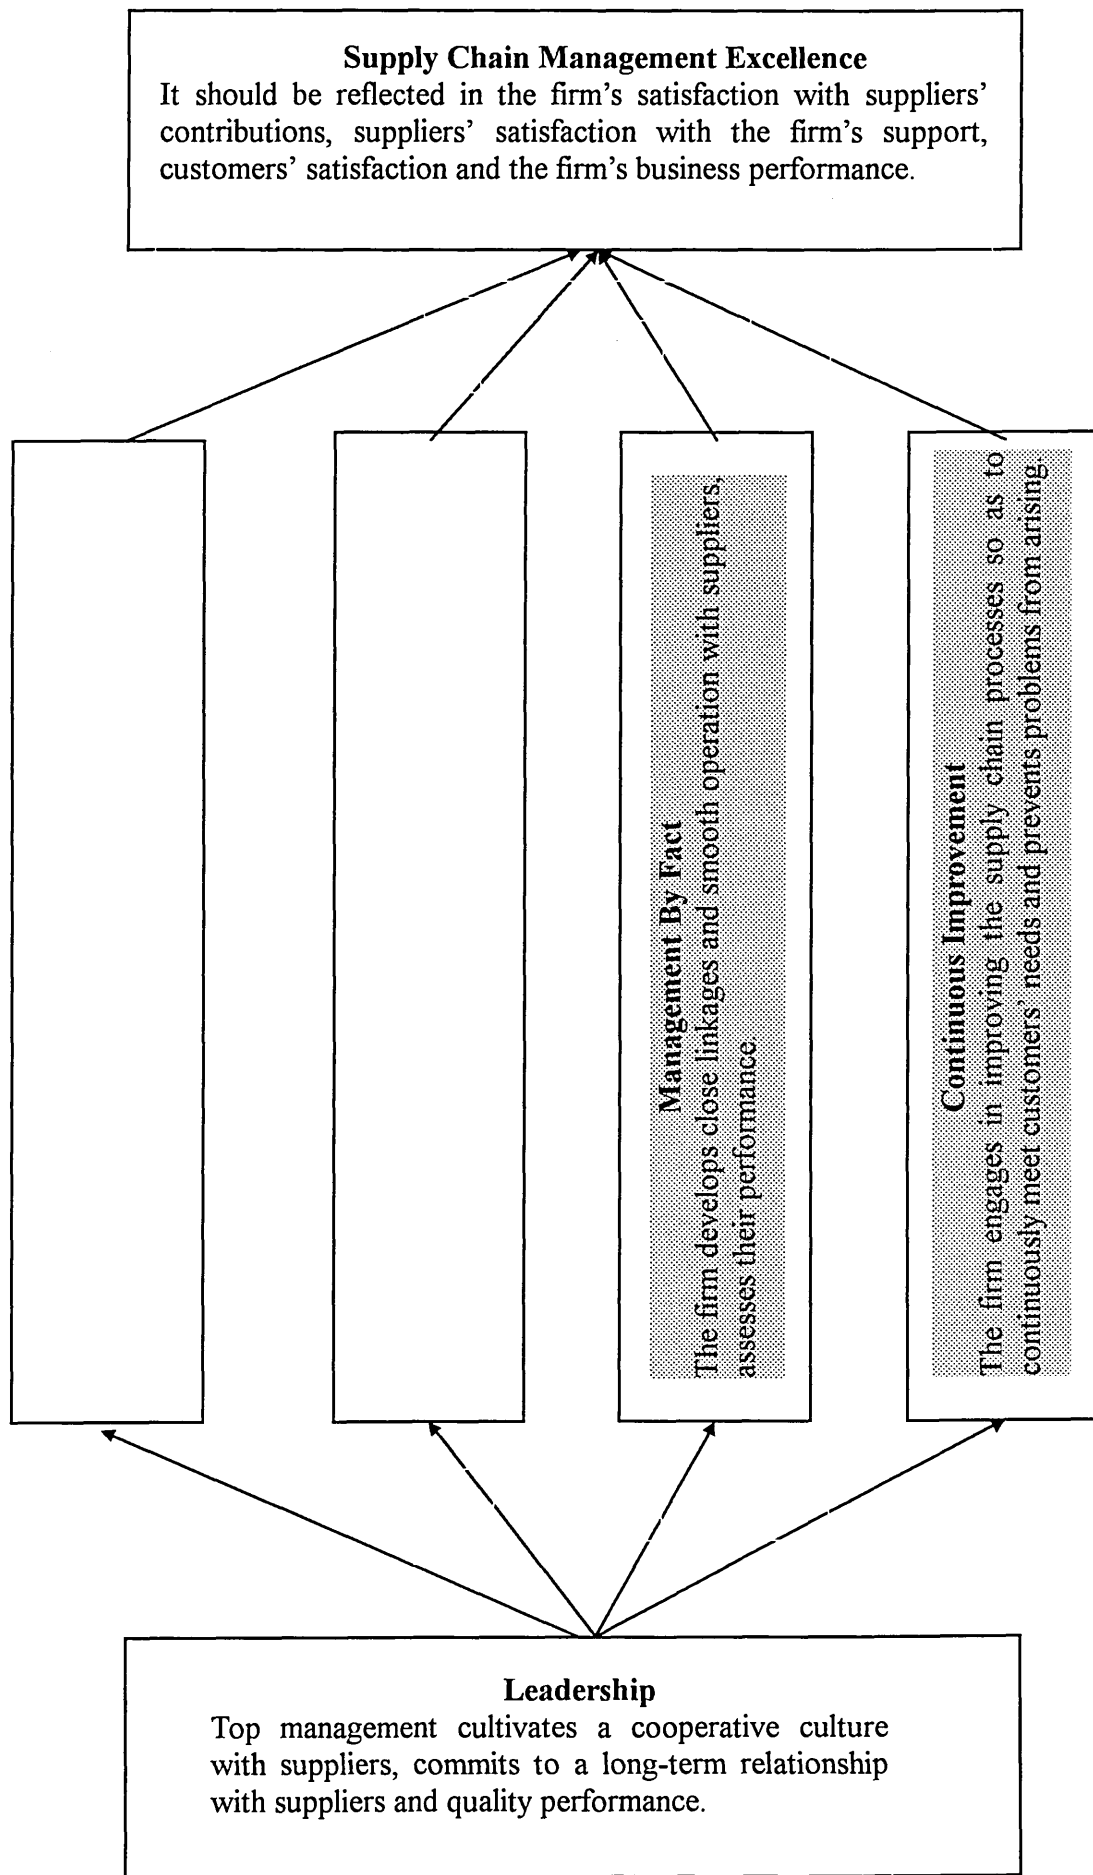 Supply Chain Management Excellence
It should be reflected in the firm's satisfaction with suppliers'
contributions, suppliers' satisfaction with the firm's support,
customers' satisfaction and the firm's business performance.
Management By Fact
The firm develops close linkages and smooth operation with suppliers,
assesses their performance
Continuous Improvement
The firm engages in improving the supply chain processes so as to
continuously meet customers' needs and prevents problems from arising.
Leadership
Top management cultivates a cooperative culture
with suppliers, commits to a long-term relationship
with suppliers and quality performance.